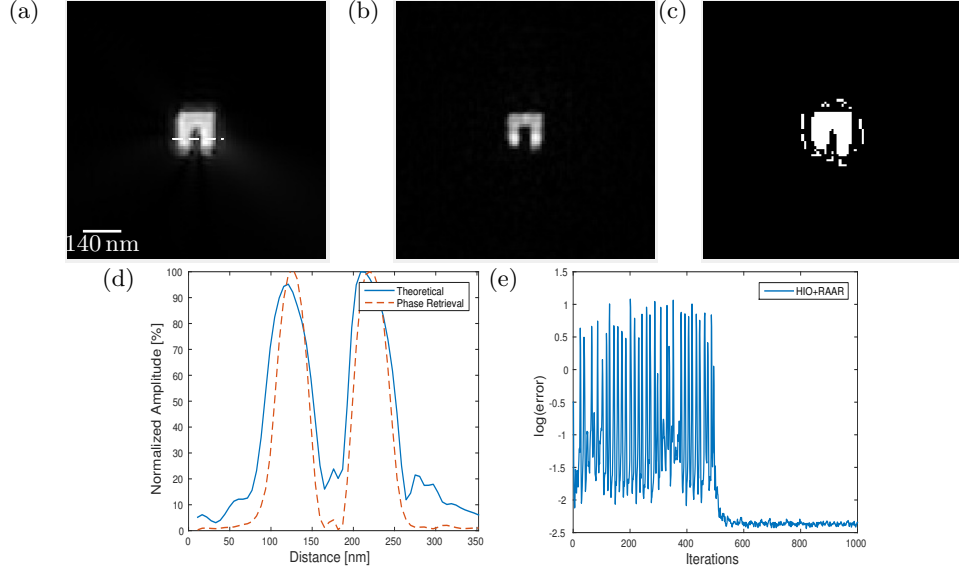 (a)
(b)
(c)
140 nm
(d)
(e)
100
90
80
70
60
50
40
30
20
10
0
Normalized Amplitude [%]
Theoretical
Phase Retrieval
0
50
100
150
200
250
300
350
Distance [nm]
1.5
1
0.5
0
-0.5
-1
-1.5
-2
-2.5
log(error)
HIO+RAAR
0
200
400
600
800
1000
Iterations